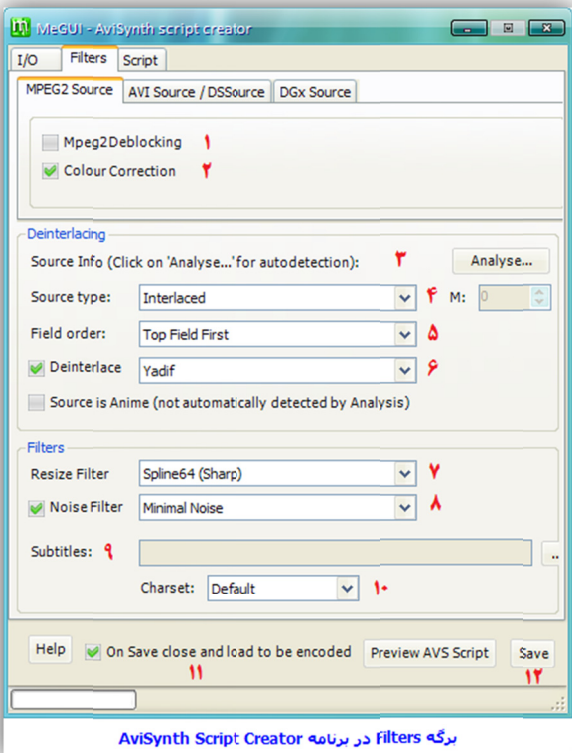 MeGUI - AviSynth script creator
I/O Filters Script
MPEG2 Source AVI Source / DSSource DGx Source
Mpeg2Deblocking ۱
Colour Correction ۲
Deinterlacing
Source Info (Click on 'Analyse...'for autodetection): ۳ Analyse...
Source type: Interlaced ۴ M: 0
Field order: Top Field First ۵
Deinterlace Yadif ۶
Source is Anime (not automatically detected by Analysis)
Filters
Resize Filter Spline64 (Sharp) ۷
Noise Filter Minimal Noise ۸
Subtitles: ۹ ..
Charset: Default ۱۰
Help On Save close and load to be encoded Preview AVS Script Save
۱۱ ۱۲
برگه filters در برنامه AviSynth Script Creator